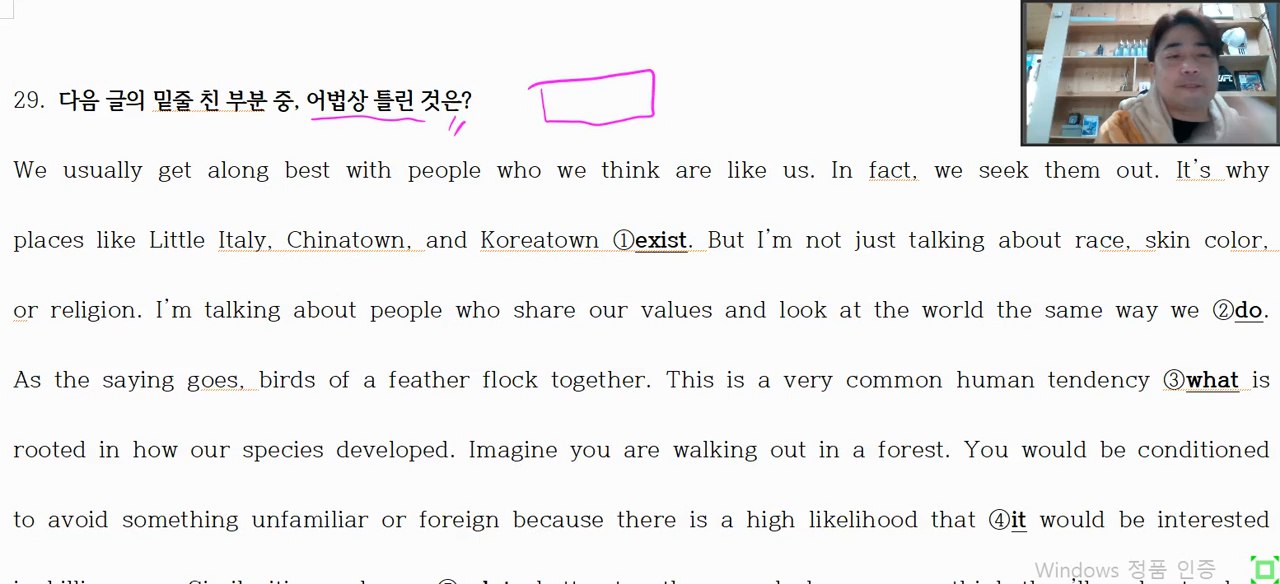 29. 다음 글의 밑줄 친 부분 중, 어법상 틀린 것은?
We usually get along best with people who we think are like us. In fact, we seek them out. It's why
places like Little Italy, Chinatown, and Koreatown ①exist. But I'm not just talking about race, skin color,
or religion. I'm talking about people who share our values and look at the world the same way we ②do.
As the saying goes, birds of a feather flock together. This is a very common human tendency ③what is
rooted in how our species developed. Imagine you are walking out in a forest. You would be conditioned
to avoid something unfamiliar or foreign because there is a high likelihood that ④it would be interested
Windows 정품 인증